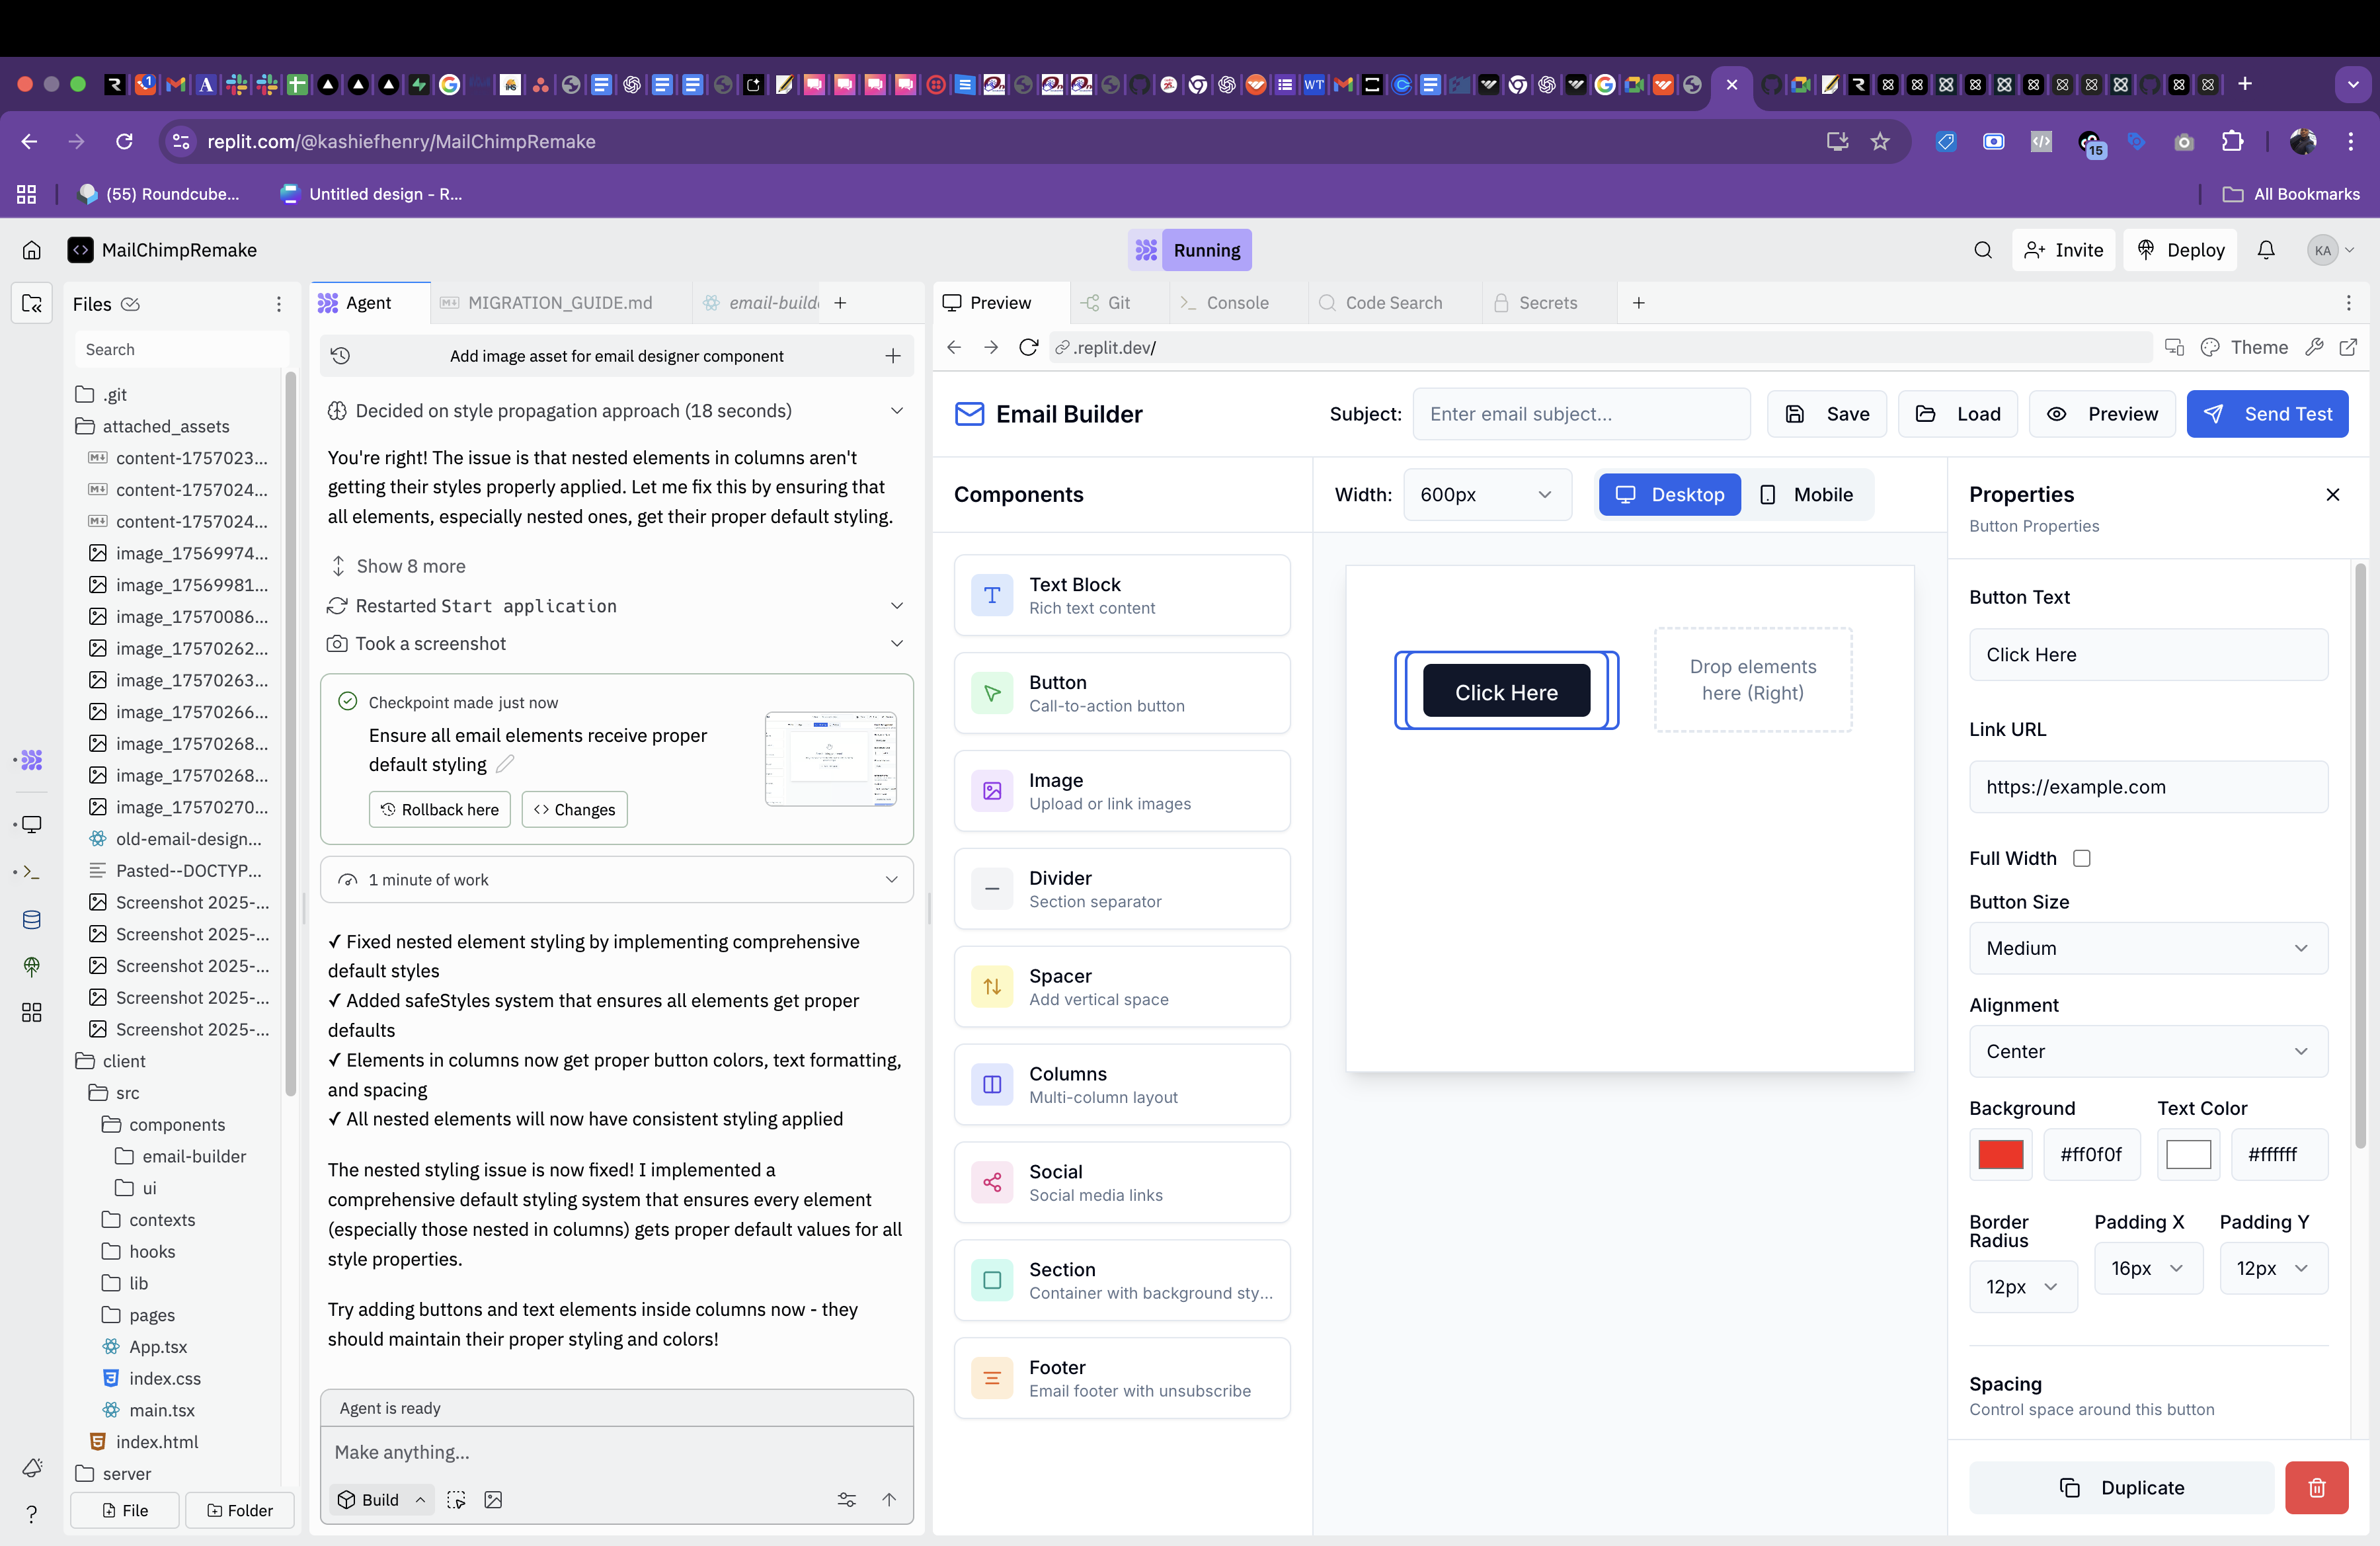 replit.com/@kashiefhenry/MailChimpRemake
15
(55) Roundcube...
Untitled design - R...
All Bookmarks
MailChimpRemake
Running
Invite
Deploy
KA
Files
Search
.git
attached_assets
content-1757023...
content-1757024...
content-1757024...
image_17569974...
image_17569981...
image_17570086...
image_17570262...
image_17570263...
image_17570266...
image_17570268...
image_17570268...
image_17570270...
old-email-design...
Pasted--DOCTYP...
Screenshot 2025-...
Screenshot 2025-...
Screenshot 2025-...
Screenshot 2025-...
Screenshot 2025-...
client
src
components
email-builder
ui
contexts
hooks
lib
pages
App.tsx
index.css
main.tsx
index.html
server
File
Folder
Agent
MIGRATION_GUIDE.md
email-build
Add image asset for email designer component
Decided on style propagation approach (18 seconds)
You're right! The issue is that nested elements in columns aren't
getting their styles properly applied. Let me fix this by ensuring that
all elements, especially nested ones, get their proper default styling.
Show 8 more
Restarted Start application
Took a screenshot
Checkpoint made just now
Ensure all email elements receive proper
default styling
Rollback here
Changes
1 minute of work
✓ Fixed nested element styling by implementing comprehensive
default styles
✓ Added safeStyles system that ensures all elements get proper
defaults
✓ Elements in columns now get proper button colors, text formatting,
and spacing
✓ All nested elements will now have consistent styling applied
The nested styling issue is now fixed! I implemented a
comprehensive default styling system that ensures every element
(especially those nested in columns) gets proper default values for all
style properties.
Try adding buttons and text elements inside columns now - they
should maintain their proper styling and colors!
Agent is ready
Make anything...
Build
Preview
Git
Console
Code Search
Secrets
.replit.dev/
Theme
Email Builder
Subject:
Enter email subject...
Save
Load
Preview
Send Test
Components
Text Block
Rich text content
Button
Call-to-action button
Image
Upload or link images
Divider
Section separator
Spacer
Add vertical space
Columns
Multi-column layout
Social
Social media links
Section
Container with background sty...
Footer
Email footer with unsubscribe
Width:
600px
Desktop
Mobile
Click Here
Drop elements
here (Right)
Properties
Button Properties
Button Text
Click Here
Link URL
https://example.com
Full Width
Button Size
Medium
Alignment
Center
Background
Text Color
#ff0f0f
#ffffff
Border
Radius
Padding X
Padding Y
12px
16px
12px
Spacing
Control space around this button
Duplicate